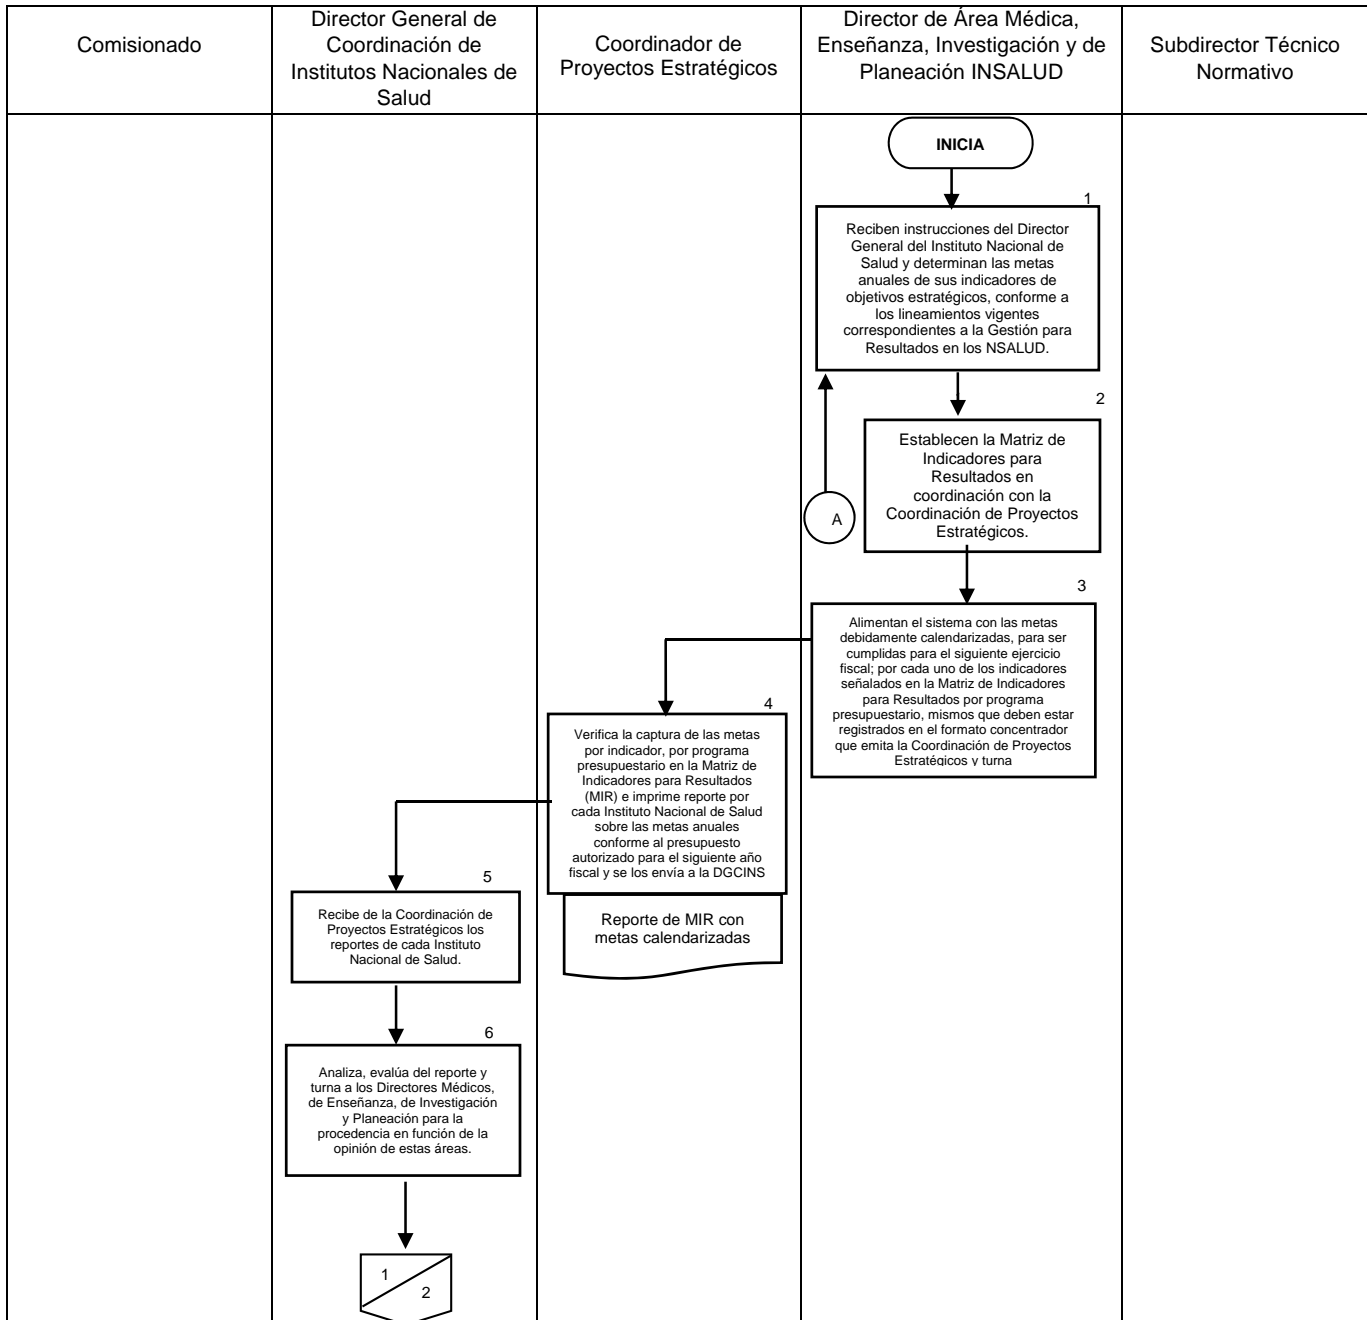 Comisionado
Director General de
Coordinación de
Institutos Nacionales de
Salud
Coordinador de
Proyectos Estratégicos
Director de Área Médica,
Enseñanza, Investigación y de
Planeación INSALUD
Subdirector Técnico
Normativo
INICIA
1
Reciben instrucciones del Director
General del Instituto Nacional de
Salud y determinan las metas
anuales de sus indicadores de
objetivos estratégicos, conforme a
los lineamientos vigentes
correspondientes a la Gestión para
Resultados en los NSALUD.
2
Establecen la Matriz de
Indicadores para
Resultados en
coordinación con la
Coordinación de Proyectos
Estratégicos.
A
3
Alimentan el sistema con las metas
debidamente calendarizadas, para ser
cumplidas para el siguiente ejercicio
fiscal; por cada uno de los indicadores
señalados en la Matriz de Indicadores
para Resultados por programa
presupuestario, mismos que deben estar
registrados en el formato concentrador
que emita la Coordinación de Proyectos
Estratégicos y turna
4
Verifica la captura de las metas
por indicador, por programa
presupuestario en la Matriz de
Indicadores para Resultados
(MIR) e imprime reporte por
cada Instituto Nacional de Salud
sobre las metas anuales
conforme al presupuesto
autorizado para el siguiente año
fiscal y se los envía a la DGCINS
Reporte de MIR con
metas calendarizadas
5
Recibe de la Coordinación de
Proyectos Estratégicos los
reportes de cada Instituto
Nacional de Salud.
6
Analiza, evalúa del reporte y
turna a los Directores Médicos,
de Enseñanza, de Investigación
y Planeación para la
procedencia en función de la
opinión de estas áreas.
1
2